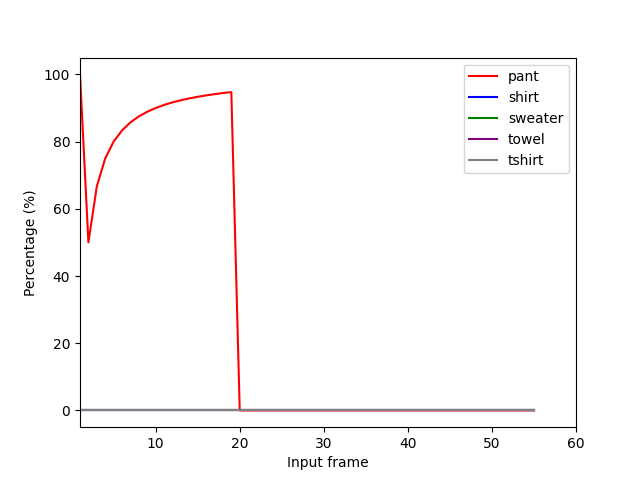 100
80
60
40
20
0
Percentage (%)
pant
shirt
sweater
towel
tshirt
10 20 30 40 50 60
Input frame